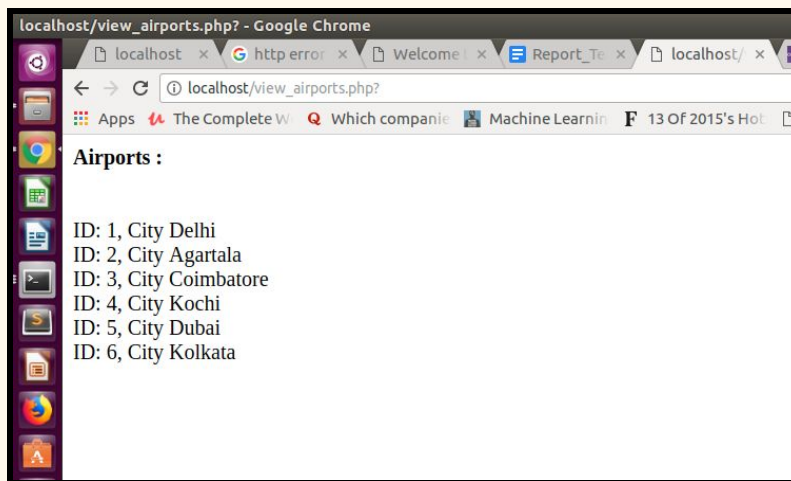 localhost/view_airports.php? - Google Chrome
localhost × G http error × Welcome × Report_Te × localhost/ ×
localhost/view_airports.php?
Apps The Complete W Q Which companie Machine Learnin F 13 Of 2015's Hot
Airports :
ID: 1, City Delhi
ID: 2, City Agartala
ID: 3, City Coimbatore
ID: 4, City Kochi
ID: 5, City Dubai
ID: 6, City Kolkata